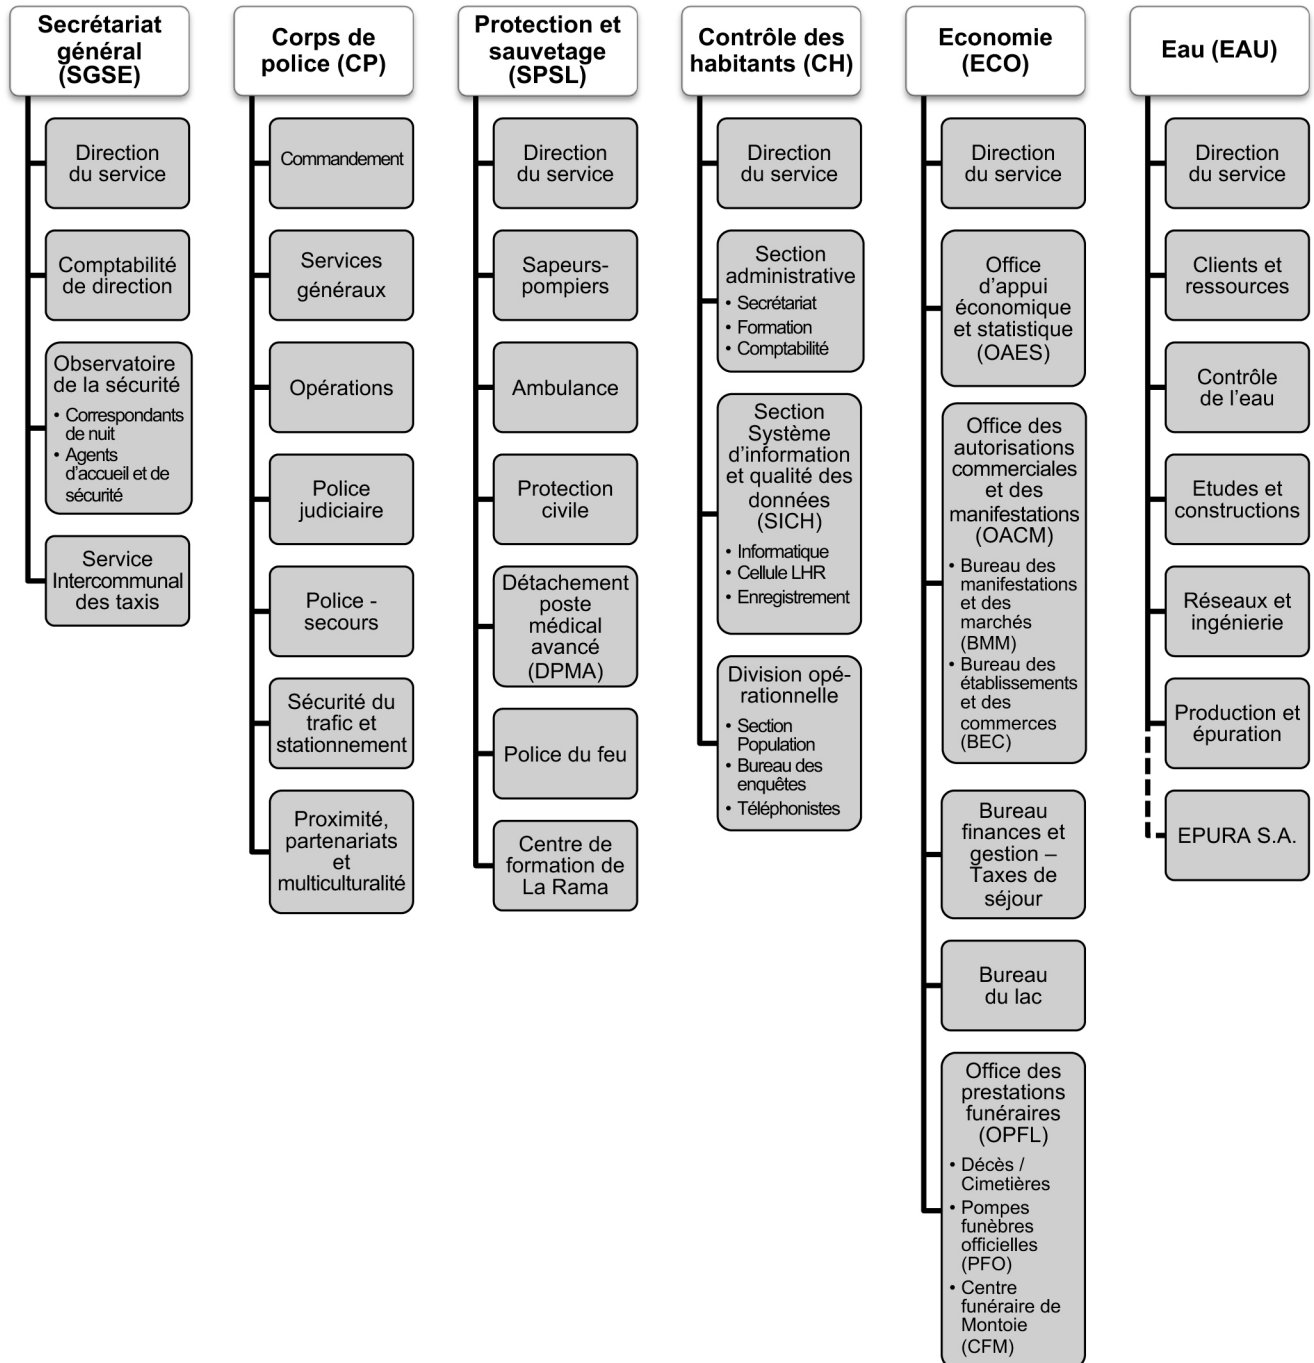 Secrétariat
général
(SGSE)
Direction
du service
Comptabilité
de direction
Observatoire
de la sécurité
• Correspondants
de nuit
• Agents
d'accueil et de
sécurité
Service
Intercommunal
des taxis
Corps de
police (CP)
Commandement
Services
généraux
Opérations
Police
judiciaire
Police -
secours
Sécurité du
trafic et
stationnement
Proximité,
partenariats
et
multiculturalité
Protection et
sauvetage
(SPSL)
Direction
du service
Sapeurs-
pompiers
Ambulance
Protection
civile
Détachement
poste
médical
avancé
(DPMA)
Police du feu
Centre de
formation de
La Rama
Contrôle des
habitants (CH)
Direction
du service
Section
administrative
• Secrétariat
• Formation
• Comptabilité
Section
Système
d'information
et qualité des
données
(SICH)
• Informatique
• Cellule LHR
• Enregistrement
Division opé-
rationnelle
• Section
Population
• Bureau des
enquêtes
• Téléphonistes
Economie
(ECO)
Direction
du service
Office
d'appui
économique
et statistique
(OAES)
Office des
autorisations
commerciales
et des
manifestations
(OACM)
• Bureau des
manifestations
et des
marchés
(BMM)
• Bureau des
établissements
et des
commerces
(BEC)
Bureau
finances et
gestion –
Taxes de
séjour
Bureau
du lac
Office des
prestations
funéraires
(OPFL)
• Décès /
Cimetières
• Pompes
funèbres
officielles
(PFO)
• Centre
funéraire de
Montoie
(CFM)
Eau (EAU)
Direction
du service
Clients et
ressources
Contrôle
de l'eau
Etudes et
constructions
Réseaux et
ingénierie
Production et
épuration
EPURA S.A.